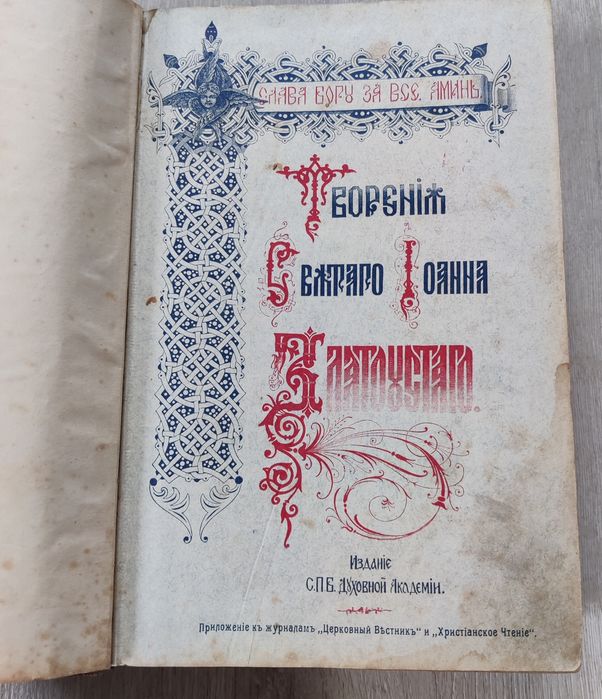 СЛАВА БОГУ ЗА ВСЕ. АМИНЬ.
Творенія
Святаго Іоанна
Златоустаго.
Изданіе
С.П.Б. Духовной Академіи.
Приложеніе къ журналамъ „Церковный Вѣстникъ" и „Христіанское Чтеніе".